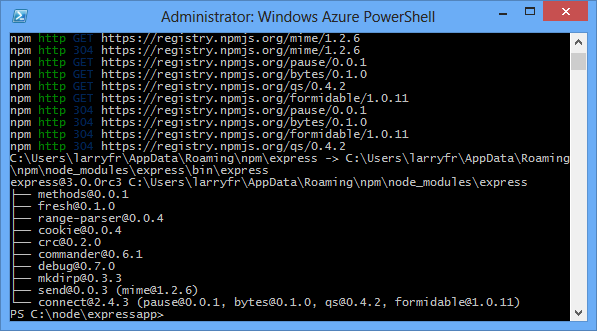 Administrator: Windows Azure PowerShell
npm http GET https://registry.npmjs.org/mime/1.2.6
npm http 304 https://registry.npmjs.org/mime/1.2.6
npm http GET https://registry.npmjs.org/pause/0.0.1
npm http GET https://registry.npmjs.org/bytes/0.1.0
npm http GET https://registry.npmjs.org/qs/0.4.2
npm http GET https://registry.npmjs.org/formidable/1.0.11
npm http 304 https://registry.npmjs.org/pause/0.0.1
npm http 304 https://registry.npmjs.org/bytes/0.1.0
npm http 304 https://registry.npmjs.org/formidable/1.0.11
npm http 304 https://registry.npmjs.org/qs/0.4.2
C:\Users\larryfr\AppData\Roaming\npm\express -> C:\Users\larryfr\AppData\Roaming
\npm\node_modules\express\bin\express
express@3.0.0rc3 C:\Users\larryfr\AppData\Roaming\npm\node_modules\express
├── methods@0.0.1
├── fresh@0.1.0
├── range-parser@0.0.4
├── cookie@0.0.4
├── crc@0.2.0
├── commander@0.6.1
├── debug@0.7.0
├── mkdirp@0.3.3
├── send@0.0.3 (mime@1.2.6)
└── connect@2.4.3 (pause@0.0.1, bytes@0.1.0, qs@0.4.2, formidable@1.0.11)
PS C:\node\expressapp>